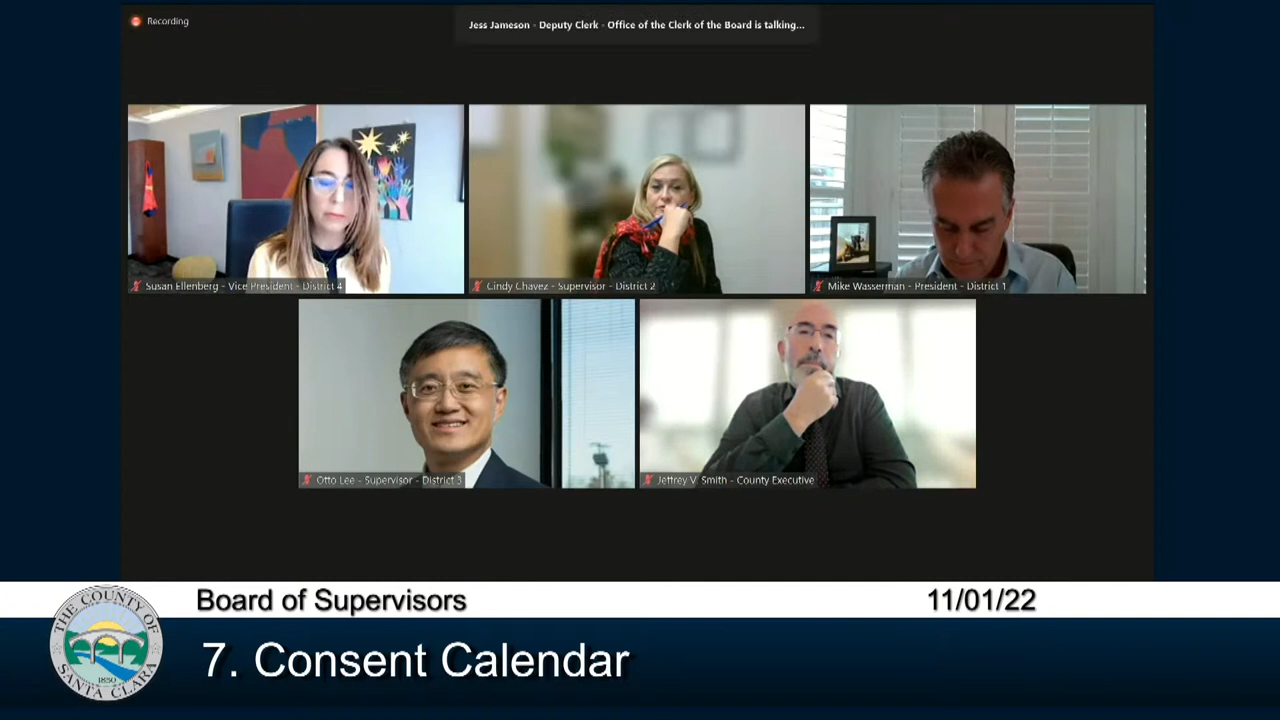 Recording
Jess Jameson - Deputy Clerk - Office of the Clerk of the Board is talking...
Susan Ellenberg - Vice President - District 4
Cindy Chavez - Supervisor - District 2
Mike Wasserman - President - District 1
Otto Lee - Supervisor - District 3
Jeffrey V. Smith - County Executive
Board of Supervisors
11/01/22
7. Consent Calendar
THE COUNTY OF
SANTA CLARA
1850